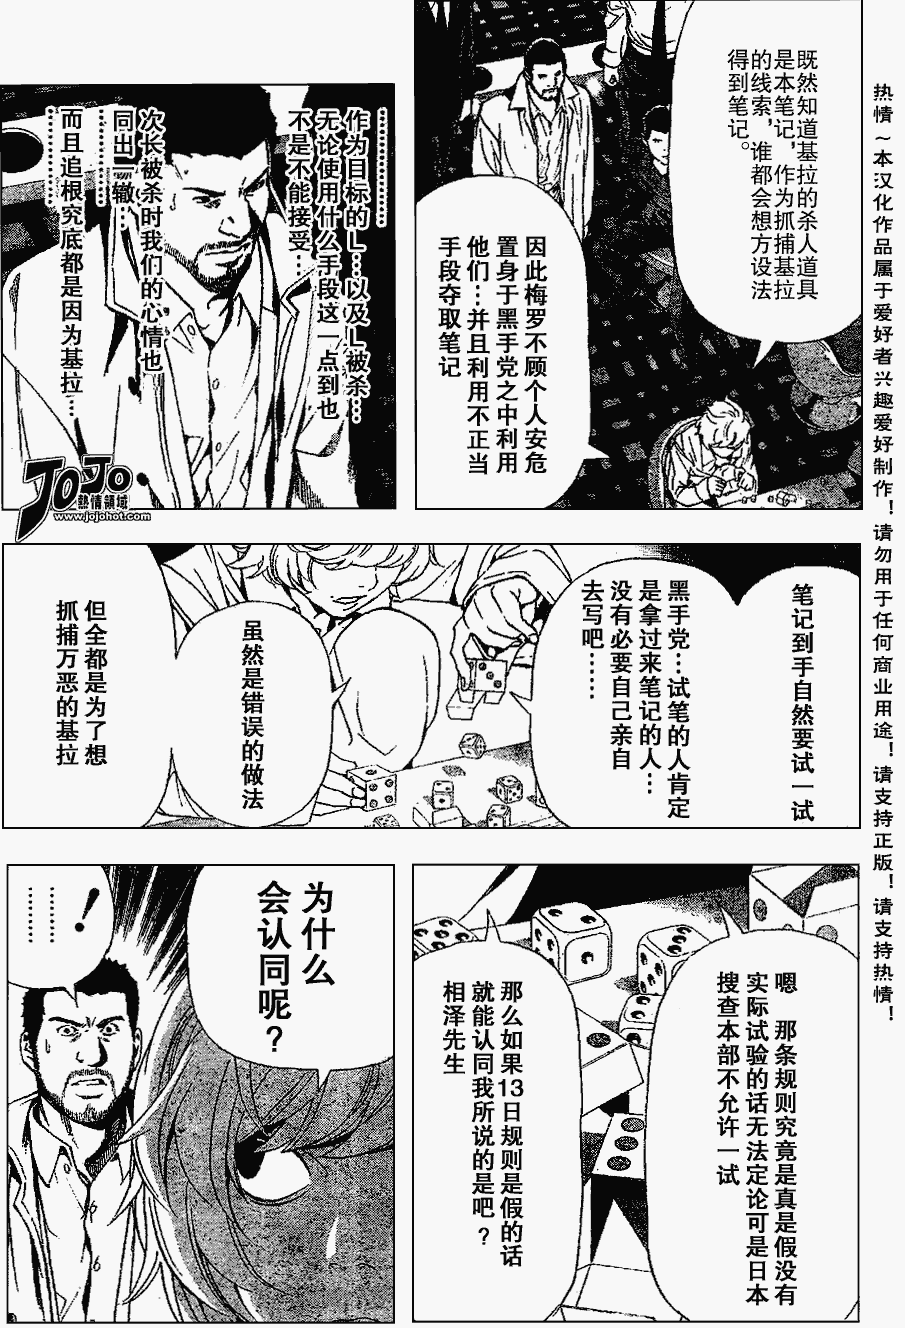 既然知道基拉的杀人道具
是本笔记，作为抓捕基拉
的线索，谁都会想方设法
得到笔记。
因此梅罗不顾个人安危
置身于黑手党之中利用
他们…并且利用不正当
手段夺取笔记
………………
作为目标的L…以及L被杀…
无论使用什么手段这一点到也
不是不能接受…
次长被杀时我们的心情也
同出一辙…
………………
而且追根究底都是因为基拉…
………………
JOJO
熱情領域
www.jojohot.com
笔记到手自然要试一试
黑手党…试笔的人肯定
是拿过来笔记的人…
没有必要自己亲自
去写吧……
虽然是错误的做法
但全都是为了想
抓捕万恶的基拉
嗯 那条规则究竟是真是假没有
实际试验的话无法定论可是日本
搜查本部不允许一试
那么如果13日规则是假的话
就能认同我所说的是吧？
相泽先生
为什么
会认同呢？
！
………
………
热情~本汉化作品属于爱好者兴趣爱好制作！请勿用于任何商业用途！请支持正版！请支持热情！